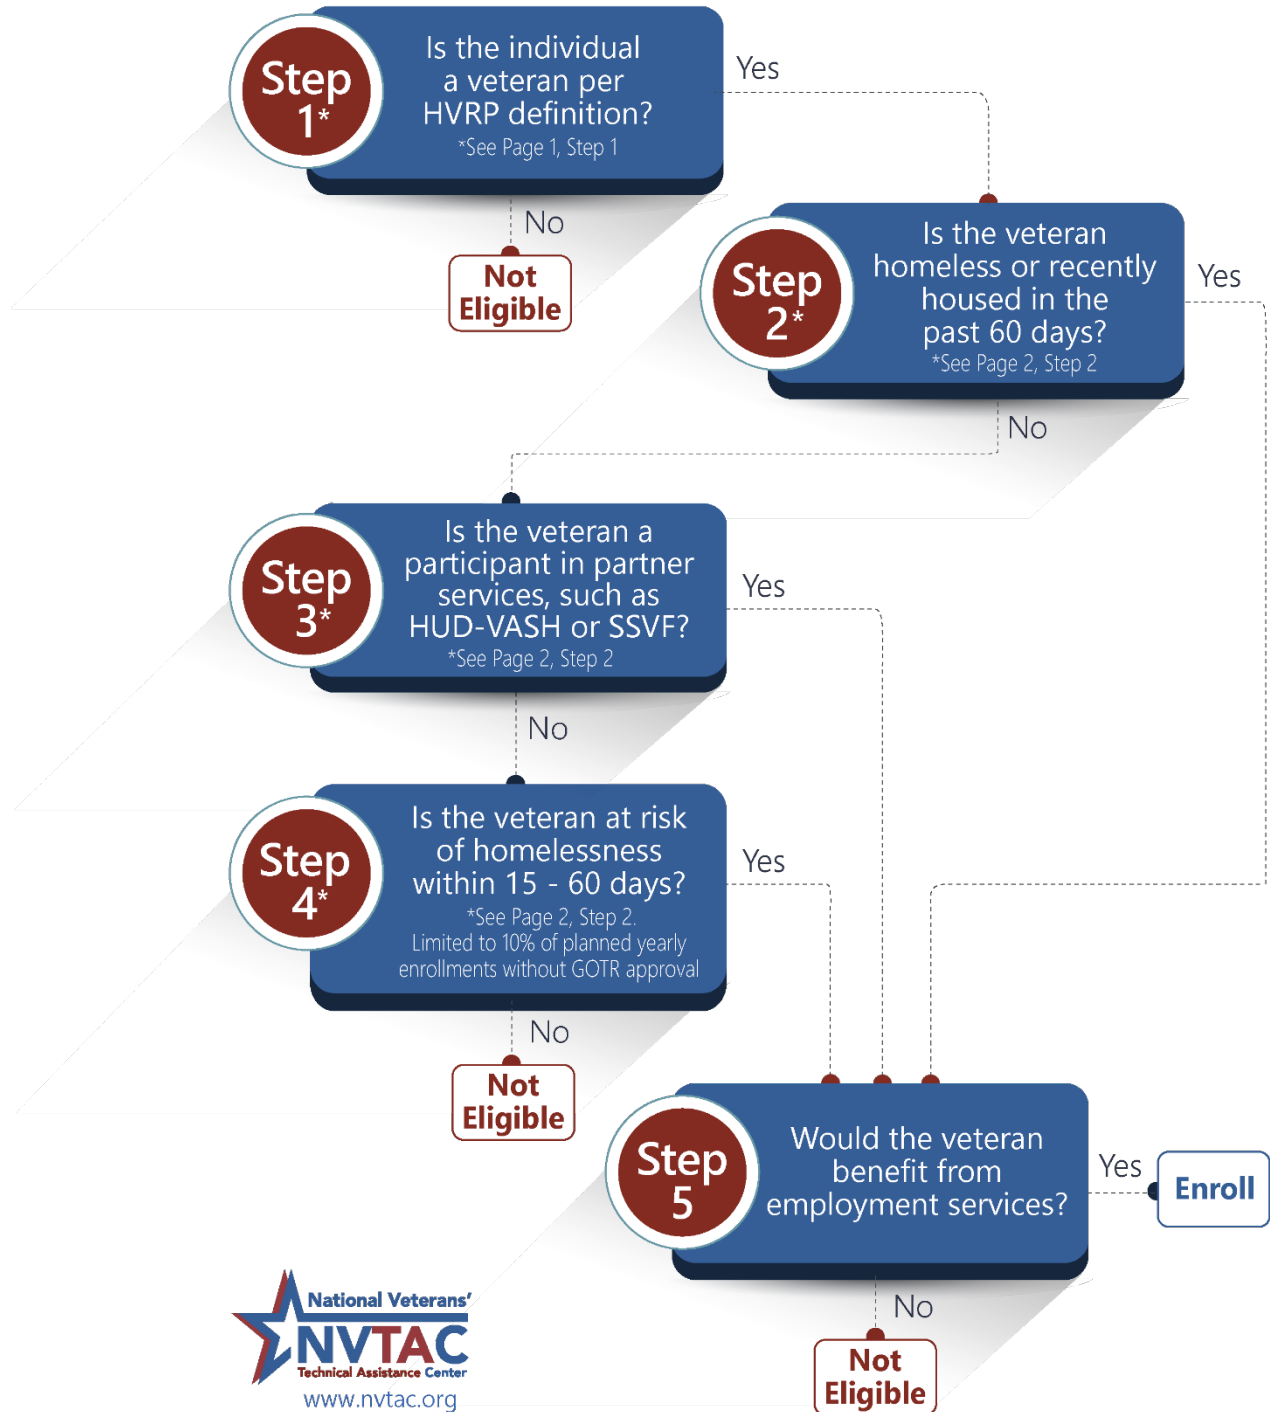 Step
1*
Is the individual
a veteran per
HVRP definition?
*See Page 1, Step 1
Yes
No
Not
Eligible
Step
2*
Is the veteran
homeless or recently
housed in the
past 60 days?
*See Page 2, Step 2
Yes
No
Step
3*
Is the veteran a
participant in partner
services, such as
HUD-VASH or SSVF?
*See Page 2, Step 2
Yes
No
Step
4*
Is the veteran at risk
of homelessness
within 15 - 60 days?
*See Page 2, Step 2.
Limited to 10% of planned yearly
enrollments without GOTR approval
Yes
No
Not
Eligible
Step
5
Would the veteran
benefit from
employment services?
Yes
Enroll
No
Not
Eligible
National Veterans'
NVTAC
Technical Assistance Center
www.nvtac.org